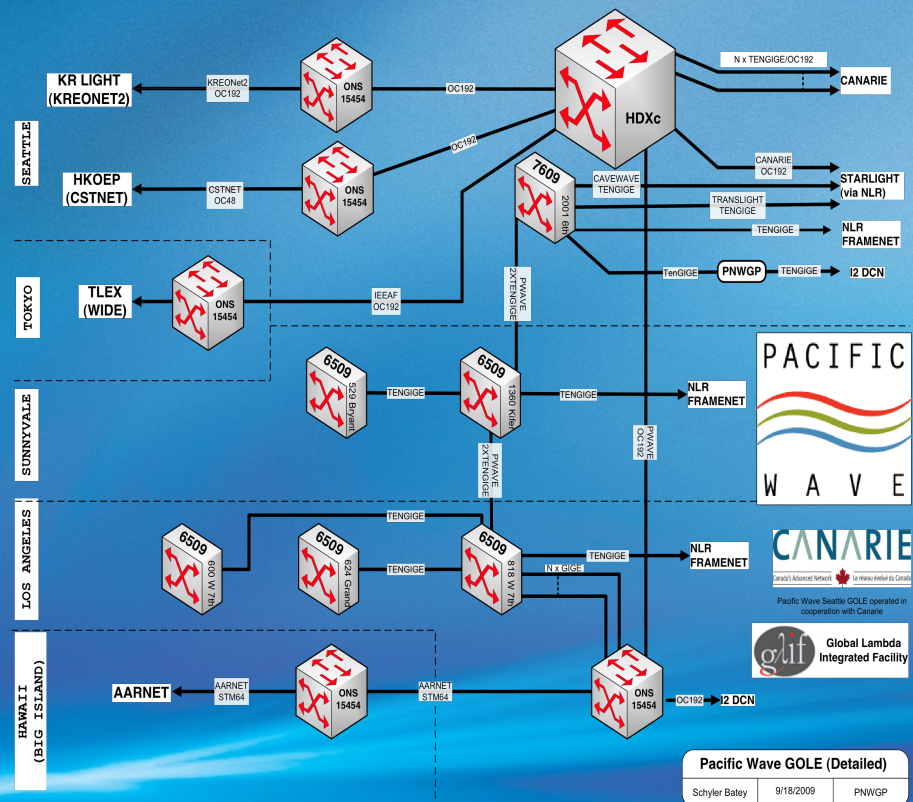 SEATTLE
KR LIGHT
(KREONET2)
KREONet2
OC192
ONS
15454
OC192
HDXc
N x TENGIGE/OC192
CANARIE
HKOEP
(CSTNET)
CSTNET
OC48
ONS
15454
OC192
7609
2001 6th
CAVEWAVE
TENGIGE
CANARIE
OC192
STARLIGHT
(via NLR)
TRANSLIGHT
TENGIGE
TENGIGE
NLR
FRAMENET
TenGIGE
PNWGP
TENGIGE
I2 DCN
TOKYO
TLEX
(WIDE)
ONS
15454
IEEAF
OC192
PWAVE
2XTENGIGE
SUNNYVALE
6509
529 Bryant
TENGIGE
6509
1360 Kifer
TENGIGE
NLR
FRAMENET
PWAVE
OC192
PWAVE
2XTENGIGE
PACIFIC
WAVE
LOS ANGELES
TENGIGE
6509
600 W 7th
6509
624 Grand
TENGIGE
6509
818 W 7th
TENGIGE
NLR
FRAMENET
N x GIGE
CANARIE
Canada's Advanced Network
Le réseau évolué du Canada
Pacific Wave Seattle GOLE operated in
cooperation with Canarie
glif
Global Lambda
Integrated Facility
HAWAII
(BIG ISLAND)
AARNET
AARNET
STM64
ONS
15454
AARNET
STM64
ONS
15454
OC192
I2 DCN
Pacific Wave GOLE (Detailed)
Schyler Batey
9/18/2009
PNWGP